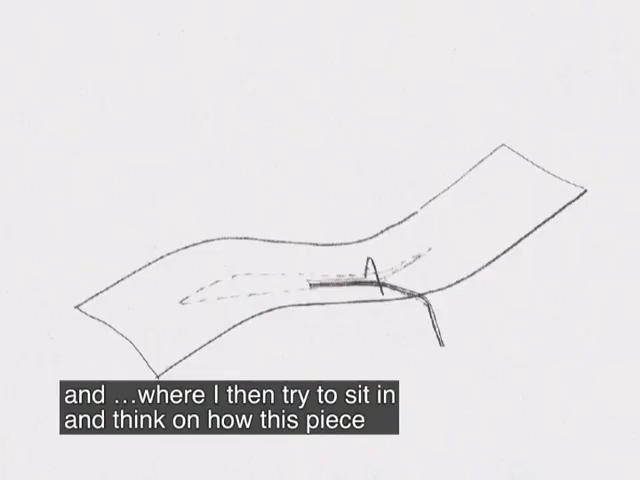 and …where I then try to sit in
and think on how this piece